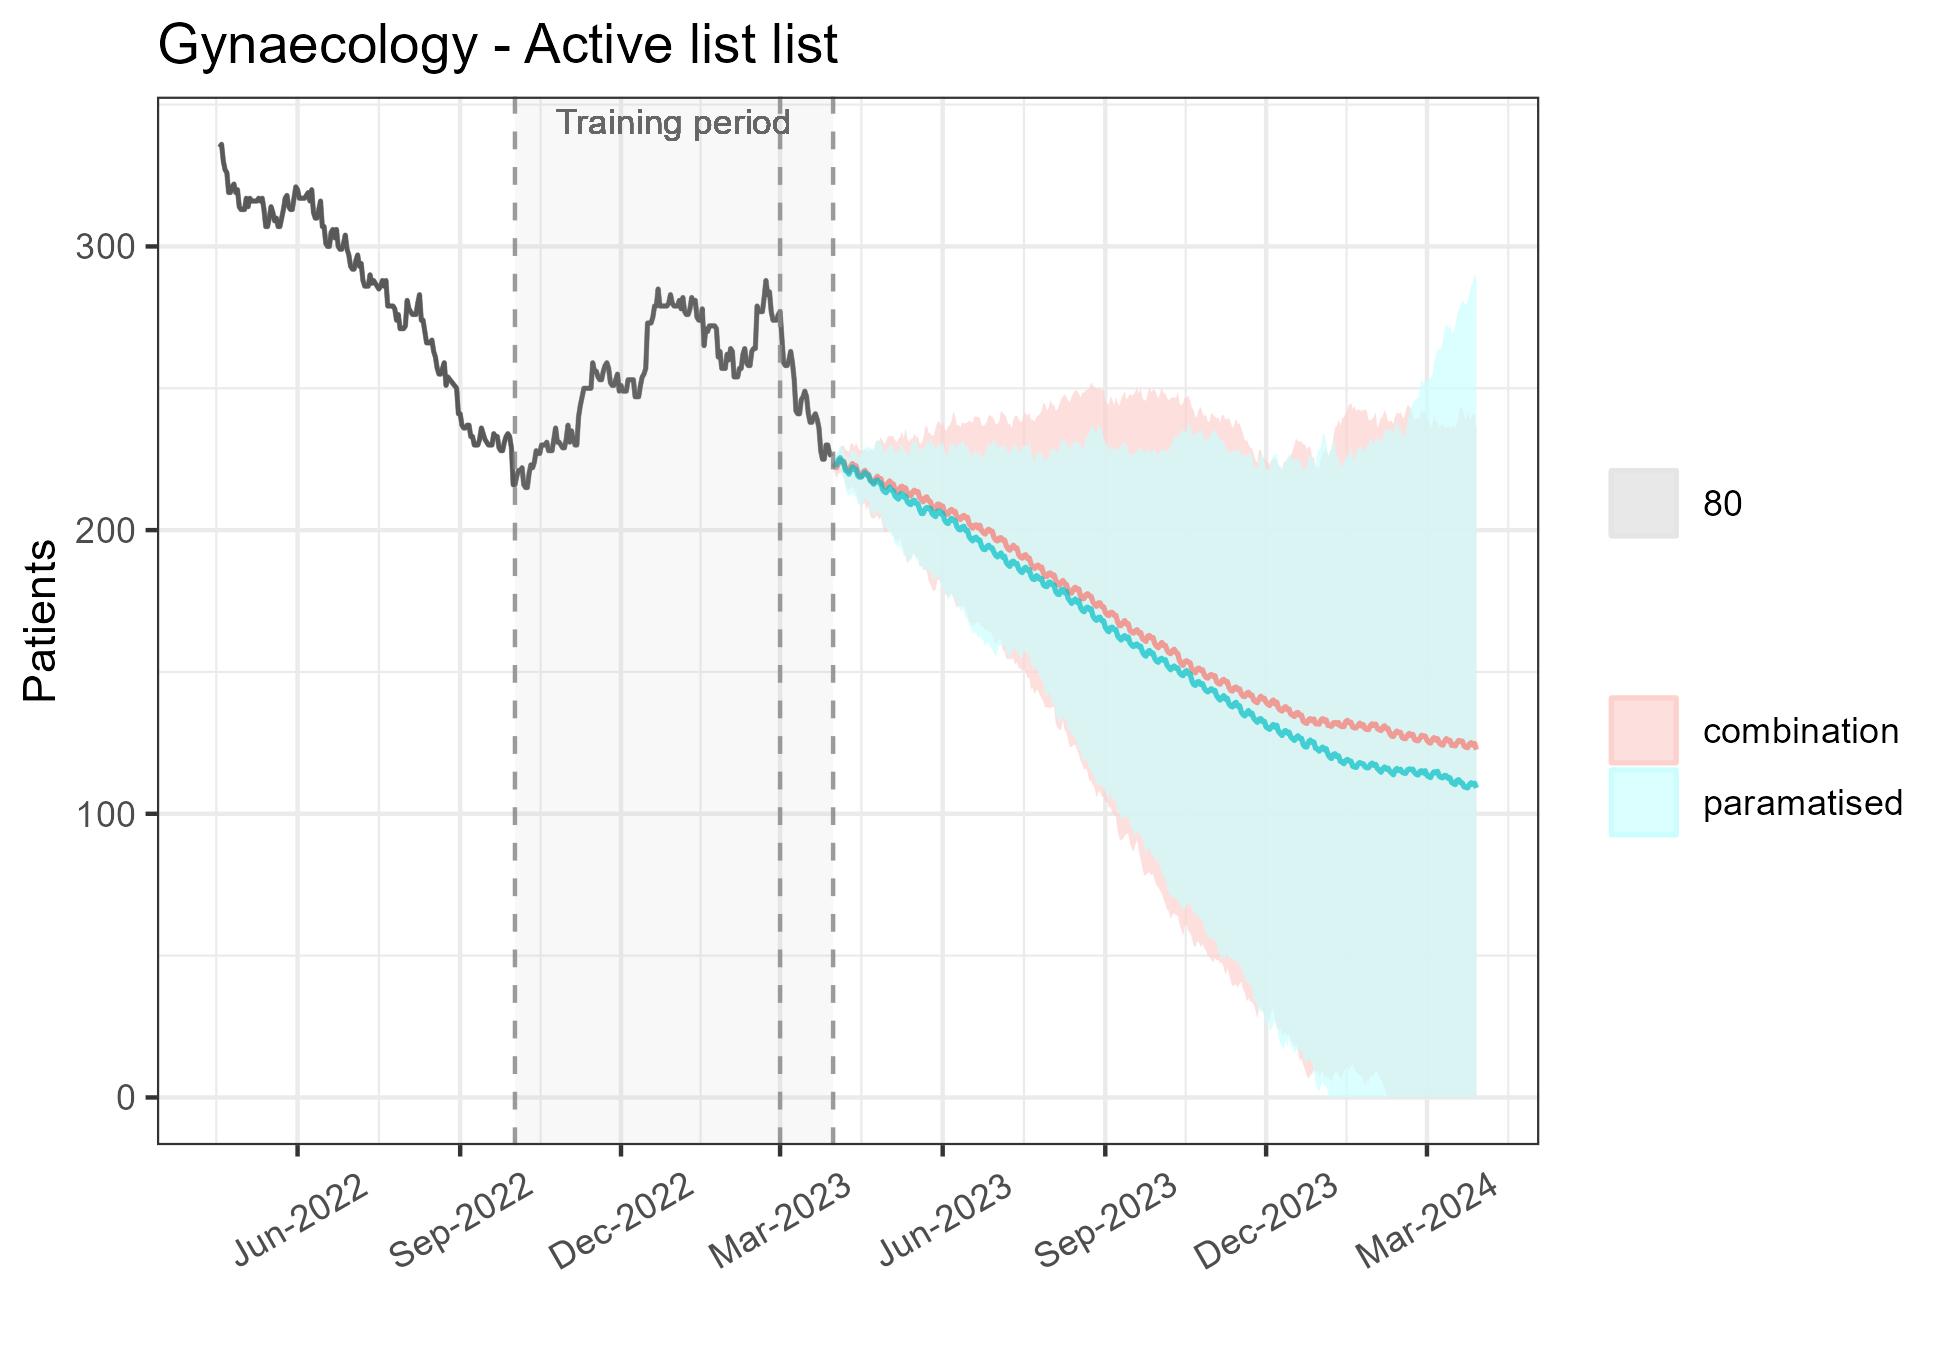 Gynaecology - Active list list
Training period
Patients
300
200
100
0
Jun-2022
Sep-2022
Dec-2022
Mar-2023
Jun-2023
Sep-2023
Dec-2023
Mar-2024
80
combination
paramatised